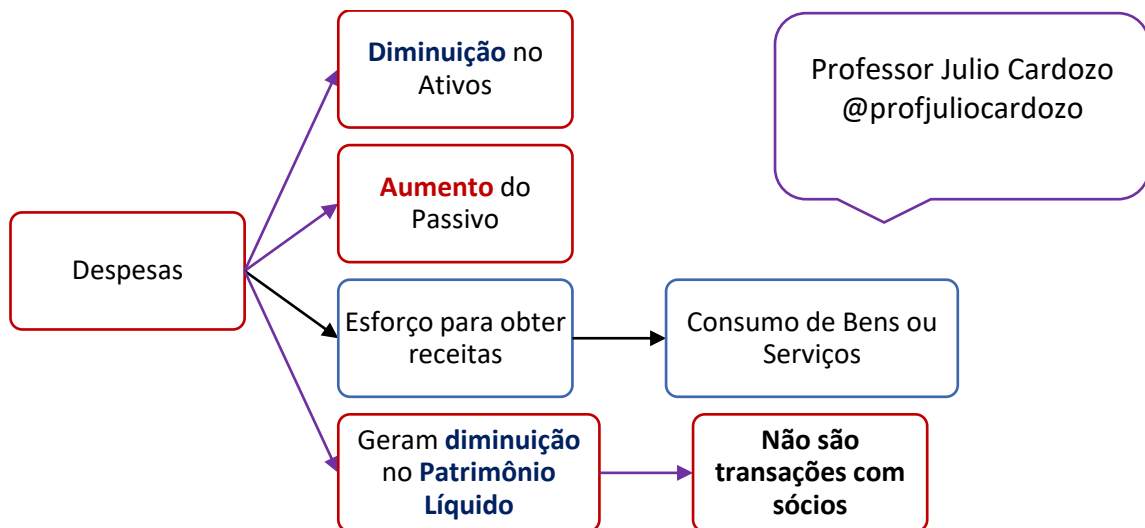 Diminuição no
Ativos
Professor Julio Cardozo
@profjuliocardozo
Aumento do
Passivo
Despesas
Esforço para obter
receitas
Consumo de Bens ou
Serviços
Geram diminuição
no Patrimônio
Líquido
Não são
transações com
sócios